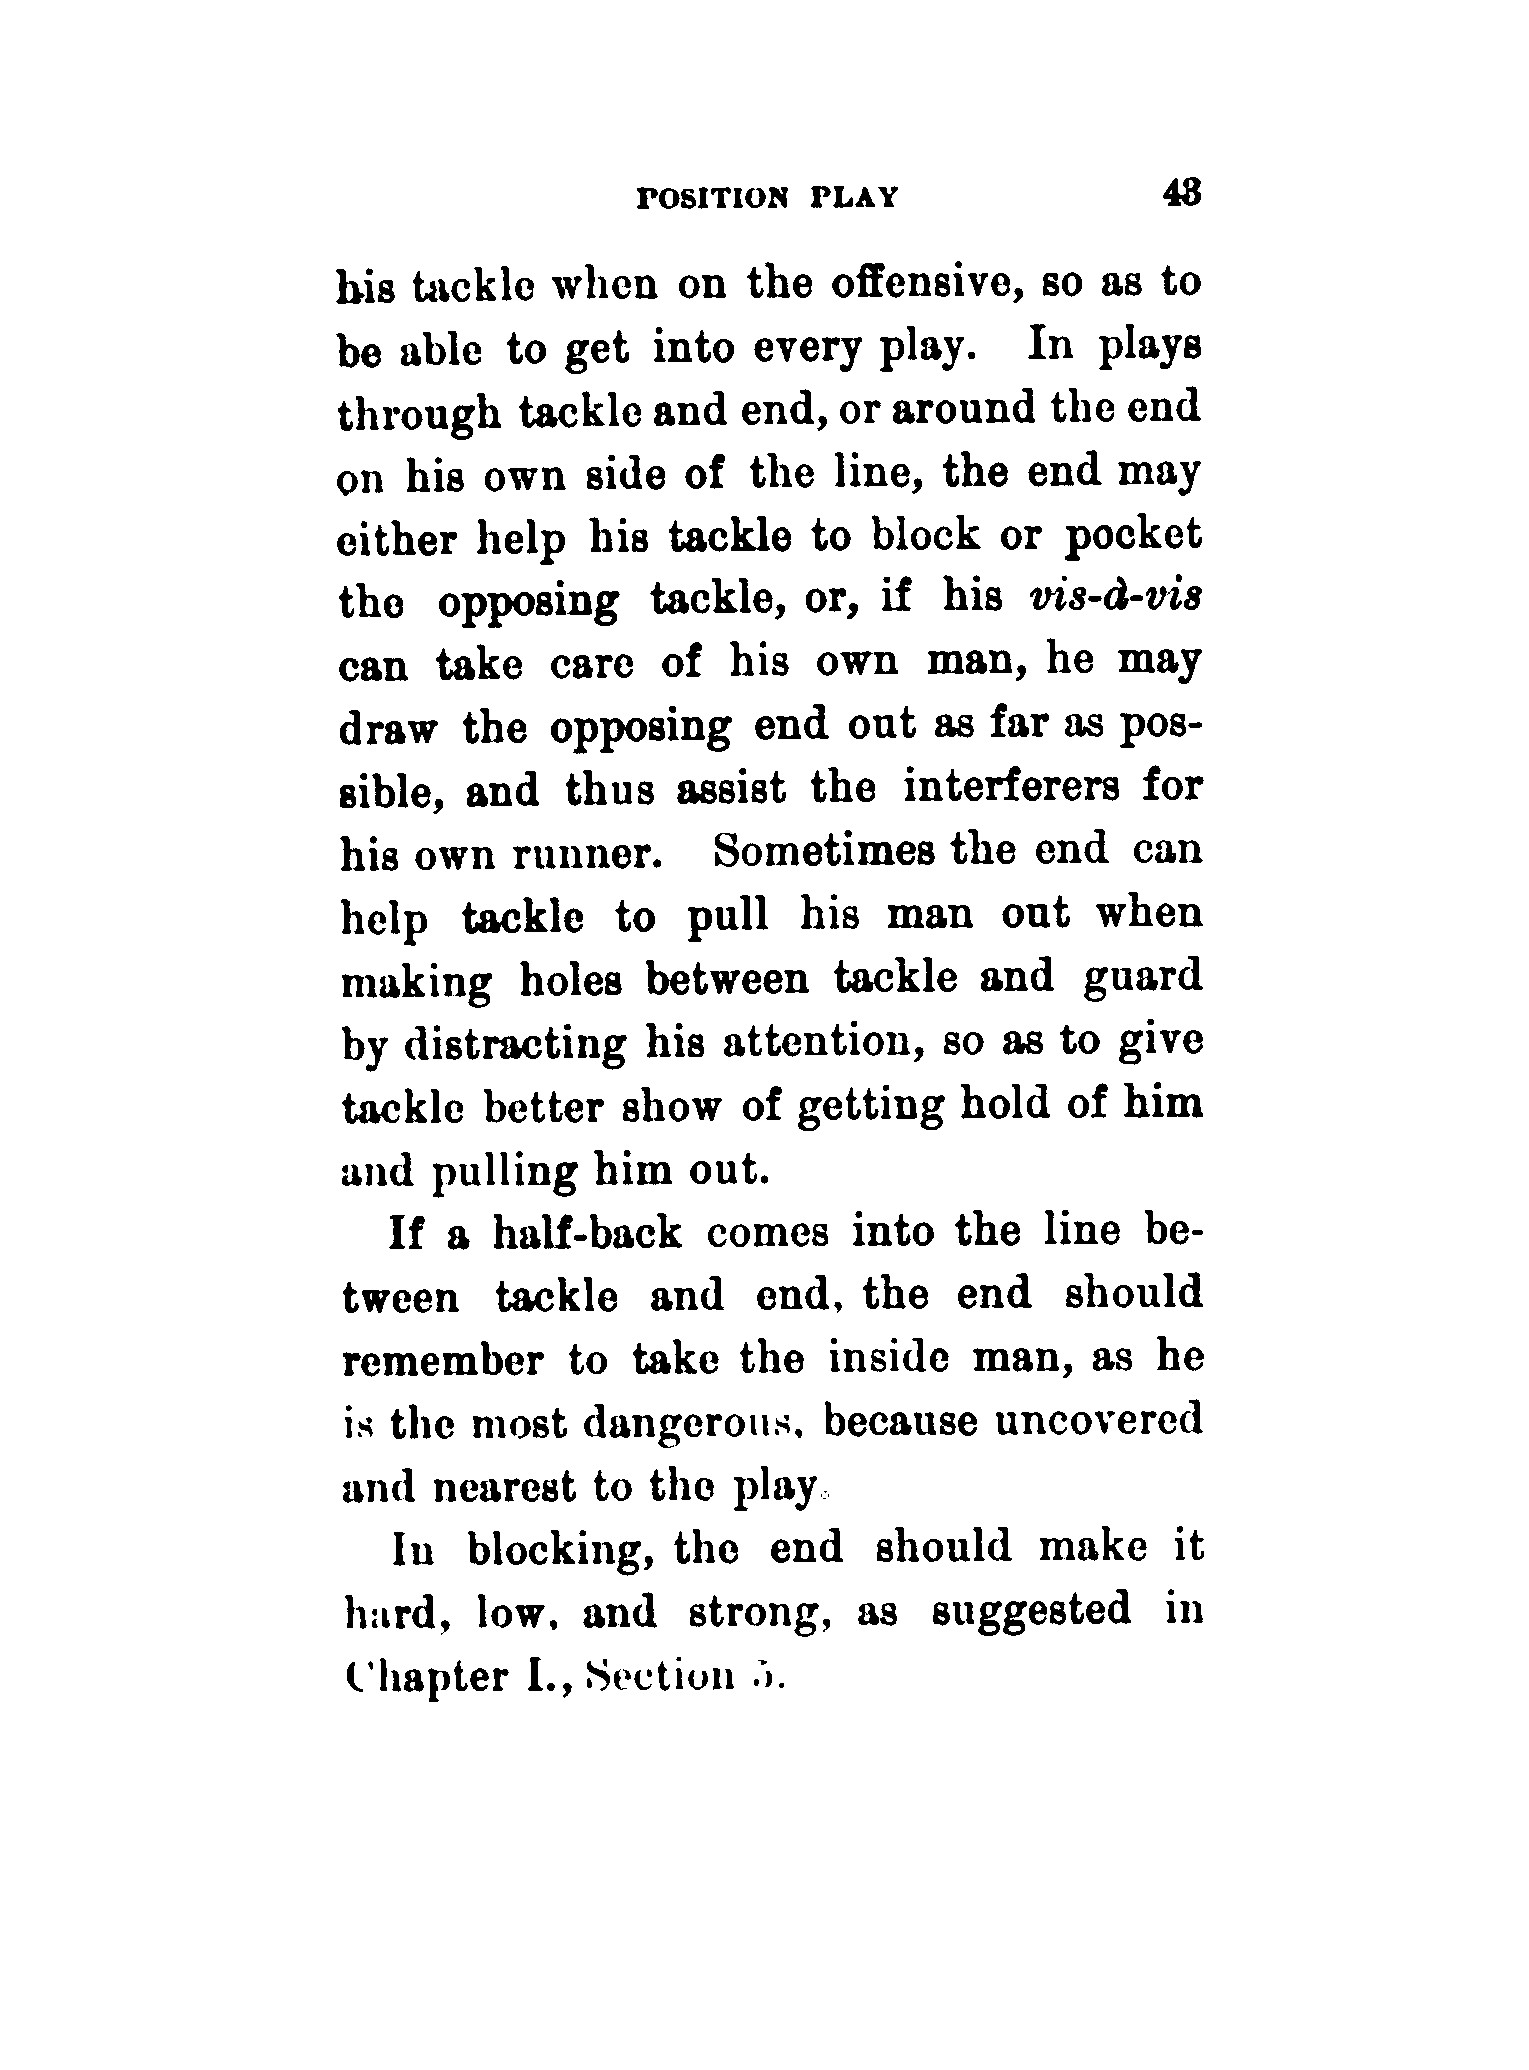 POSITION PLAY 43
his tackle when on the offensive, so as to
be able to get into every play. In plays
through tackle and end, or around the end
on his own side of the line, the end may
either help his tackle to block or pocket
the opposing tackle, or, if his vis-à-vis
can take care of his own man, he may
draw the opposing end out as far as pos-
sible, and thus assist the interferers for
his own runner. Sometimes the end can
help tackle to pull his man out when
making holes between tackle and guard
by distracting his attention, so as to give
tackle better show of getting hold of him
and pulling him out.
If a half-back comes into the line be-
tween tackle and end, the end should
remember to take the inside man, as he
is the most dangerous, because uncovered
and nearest to the play.
In blocking, the end should make it
hard, low, and strong, as suggested in
Chapter I., Section 5.